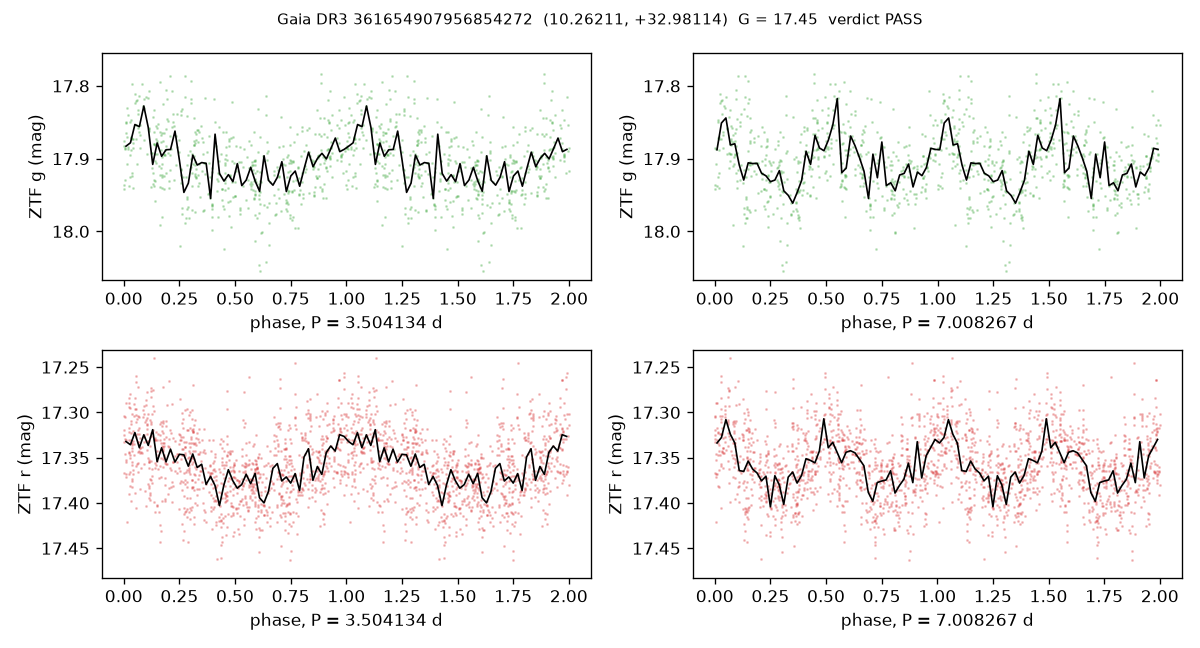 Gaia DR3 361654907956854272 (10.26211, +32.98114) G = 17.45 verdict PASS
ZTF g (mag)
17.8
17.9
18.0
0.00 0.25 0.50 0.75 1.00 1.25 1.50 1.75 2.00
phase, P = 3.504134 d
ZTF g (mag)
17.8
17.9
18.0
0.00 0.25 0.50 0.75 1.00 1.25 1.50 1.75 2.00
phase, P = 7.008267 d
ZTF r (mag)
17.25
17.30
17.35
17.40
17.45
0.00 0.25 0.50 0.75 1.00 1.25 1.50 1.75 2.00
phase, P = 3.504134 d
ZTF r (mag)
17.25
17.30
17.35
17.40
17.45
0.00 0.25 0.50 0.75 1.00 1.25 1.50 1.75 2.00
phase, P = 7.008267 d